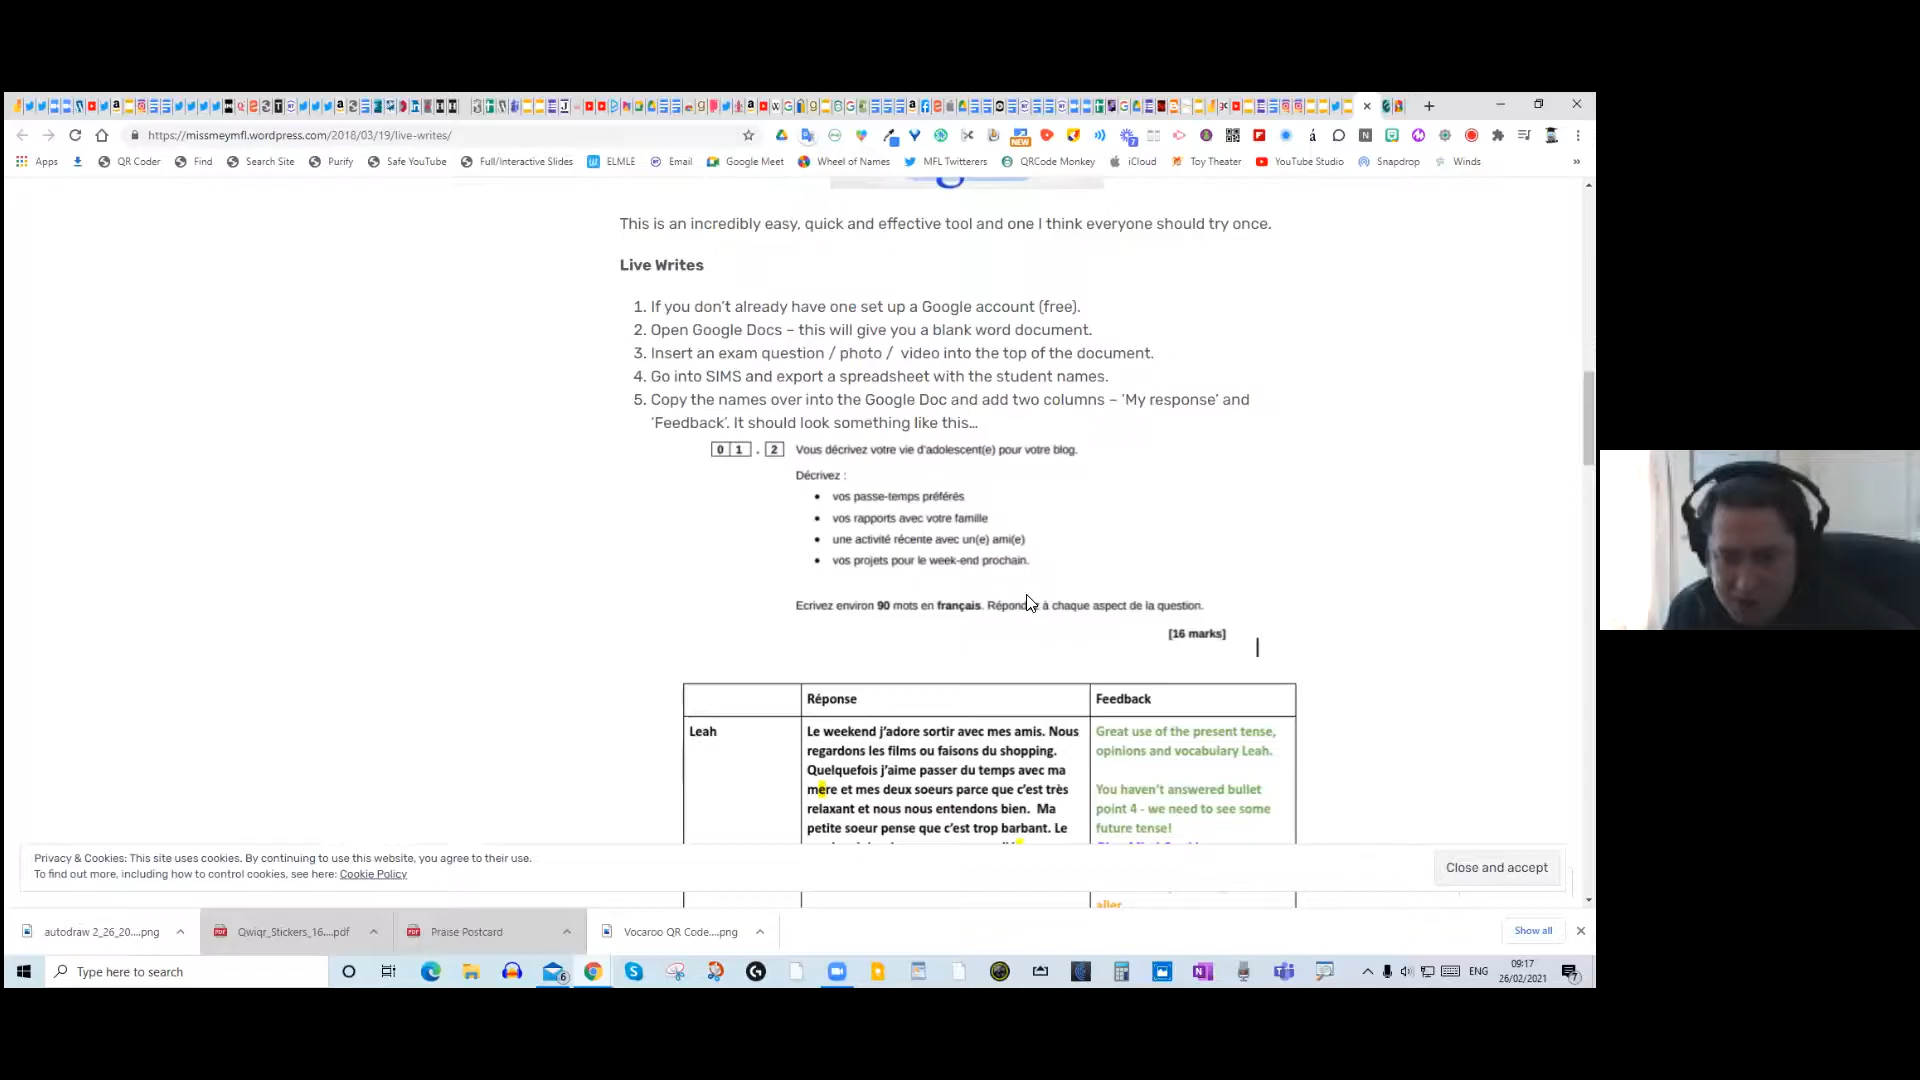 https://missmeymfl.wordpress.com/2018/03/19/live-writes/
NEW
Apps QR Coder Find Search Site Purify Safe YouTube Full/Interactive Slides ELMLE Email Google Meet Wheel of Names MFL Twitterers QRCode Monkey iCloud Toy Theater YouTube Studio Snapdrop Winds »
This is an incredibly easy, quick and effective tool and one I think everyone should try once.
Live Writes
1. If you don’t already have one set up a Google account (free).
2. Open Google Docs – this will give you a blank word document.
3. Insert an exam question / photo / video into the top of the document.
4. Go into SIMS and export a spreadsheet with the student names.
5. Copy the names over into the Google Doc and add two columns – ‘My response’ and
‘Feedback’. It should look something like this…
0 1 . 2 Vous décrivez votre vie d'adolescent(e) pour votre blog.
Décrivez :
• vos passe-temps préférés
• vos rapports avec votre famille
• une activité récente avec un(e) ami(e)
• vos projets pour le week-end prochain.
Ecrivez environ 90 mots en français. Répondez à chaque aspect de la question.
[16 marks]
Réponse Feedback
Leah
Le weekend j'adore sortir avec mes amis. Nous
regardons les films ou faisons du shopping.
Quelquefois j'aime passer du temps avec ma
mere et mes deux soeurs parce que c'est très
relaxant et nous nous entendons bien. Ma
petite soeur pense que c'est trop barbant. Le
Great use of the present tense,
opinions and vocabulary Leah.
You haven't answered bullet
point 4 - we need to see some
future tense!
aller
Privacy & Cookies: This site uses cookies. By continuing to use this website, you agree to their use.
To find out more, including how to control cookies, see here: Cookie Policy
Close and accept
autodraw 2_26_20....png Qwiqr_Stickers_16....pdf Praise Postcard Vocaroo QR Code....png Show all
Type here to search
ENG
09:17
26/02/2021